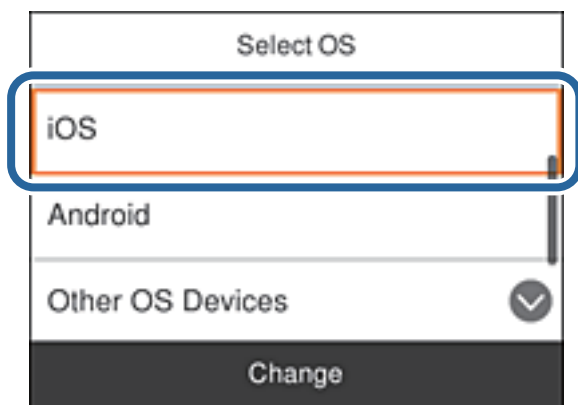 Select OS
iOS
Android
Other OS Devices
Change